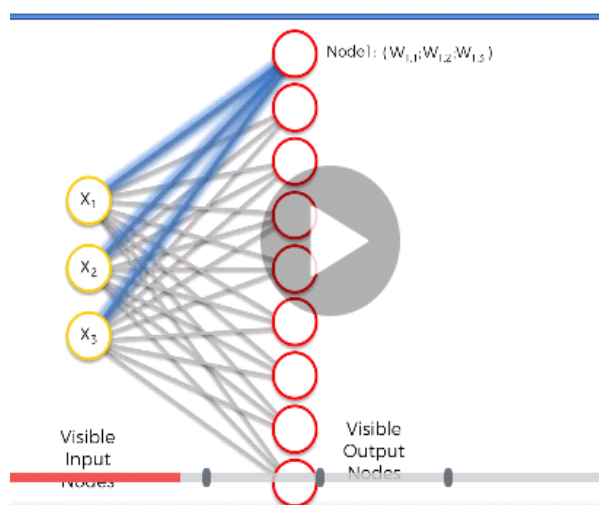 Node1: (W1,1;W1,2;W1,3)
X1
X2
X3
Visible
Input
Nodes
Visible
Output
Nodes